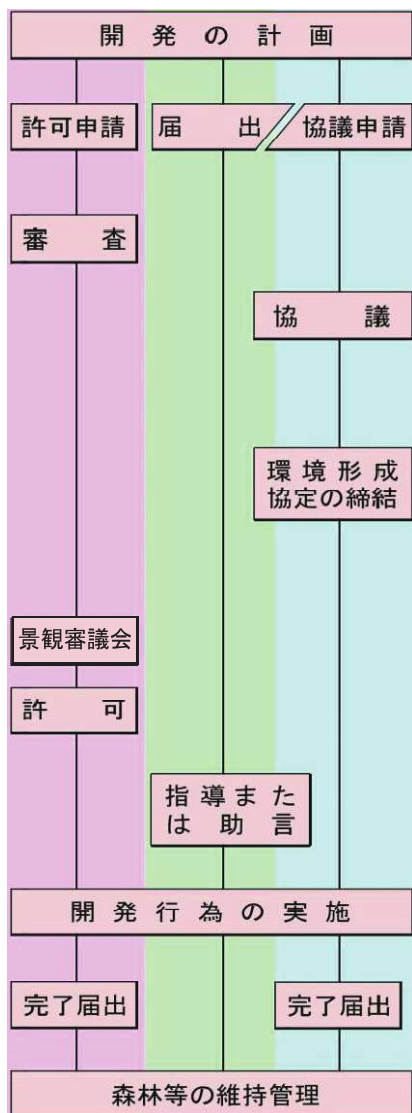 開発の計画
許可申請
届出
協議申請
審査
協議
環境形成
協定の締結
景観審議会
許可
指導また
は助言
開発行為の実施
完了届出
完了届出
森林等の維持管理